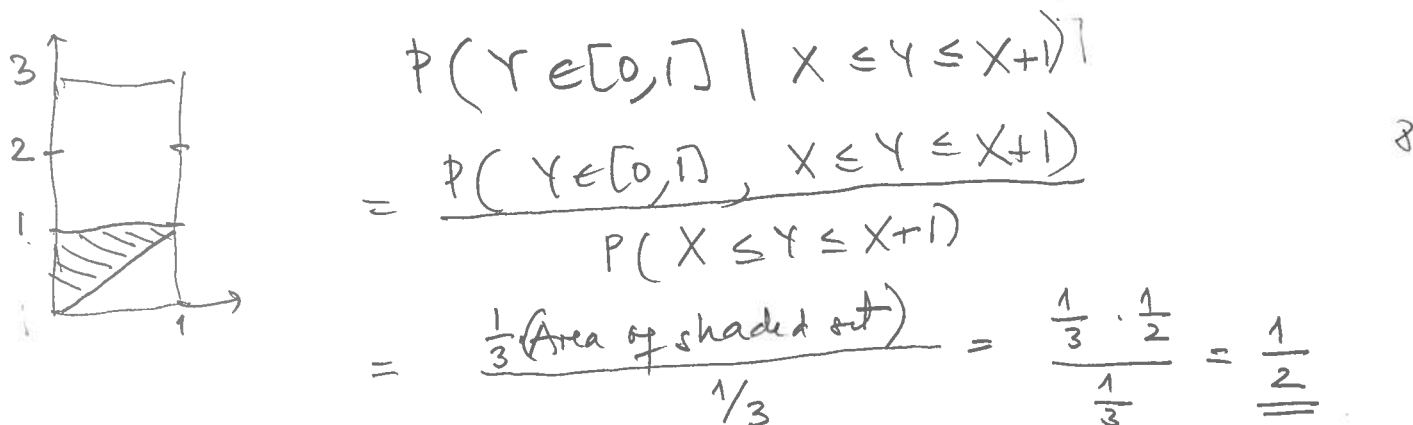 3
2
1
1
P(Y ∈ [0,1] | X ≤ Y ≤ X+1)
= P(Y ∈ [0,1], X ≤ Y ≤ X+1) / P(X ≤ Y ≤ X+1)
8
= 1/3 (Area of shaded set) / 1/3 = 1/3 · 1/2 / 1/3 = 1/2